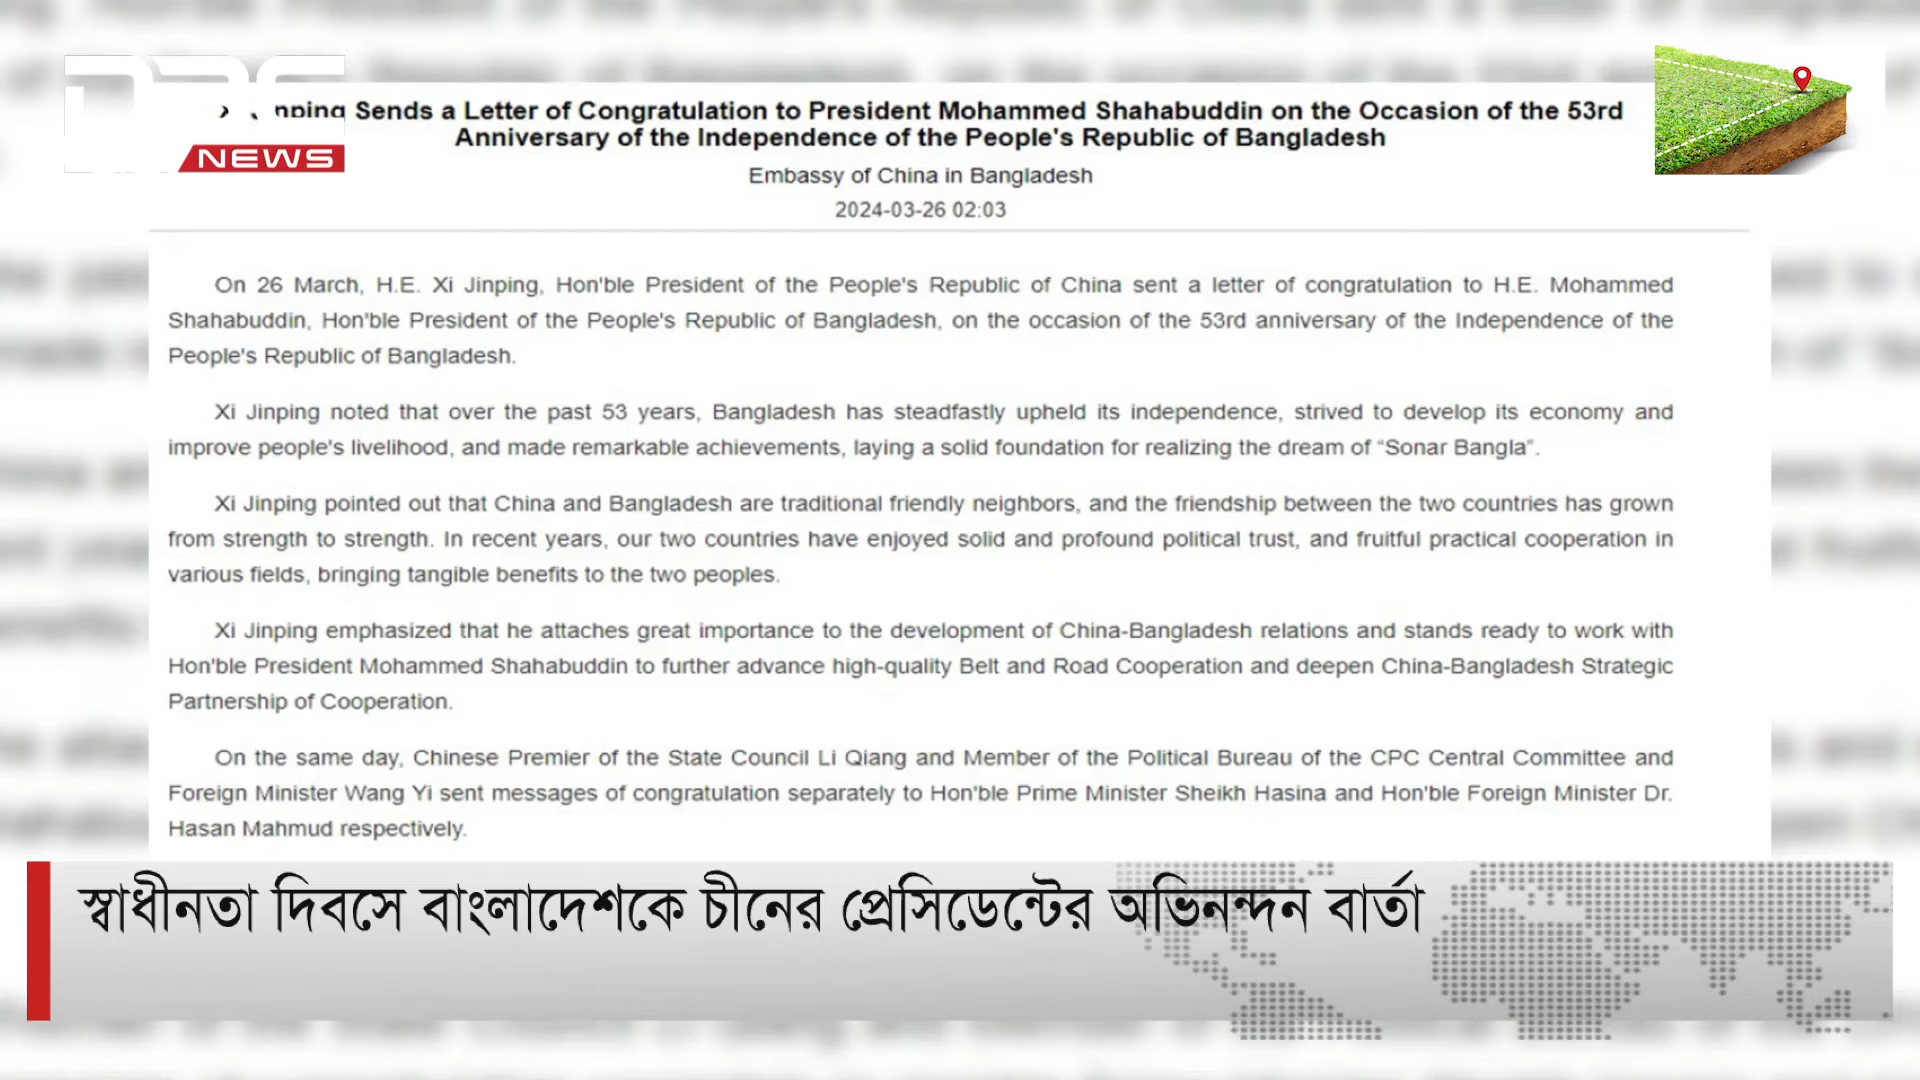 NEWS
Jinping Sends a Letter of Congratulation to President Mohammed Shahabuddin on the Occasion of the 53rd
Anniversary of the Independence of the People's Republic of Bangladesh
Embassy of China in Bangladesh
2024-03-26 02:03
On 26 March, H.E. Xi Jinping, Hon'ble President of the People's Republic of China sent a letter of congratulation to H.E. Mohammed
Shahabuddin, Hon'ble President of the People's Republic of Bangladesh, on the occasion of the 53rd anniversary of the Independence of the
People's Republic of Bangladesh.
Xi Jinping noted that over the past 53 years, Bangladesh has steadfastly upheld its independence, strived to develop its economy and
improve people's livelihood, and made remarkable achievements, laying a solid foundation for realizing the dream of “Sonar Bangla”.
Xi Jinping pointed out that China and Bangladesh are traditional friendly neighbors, and the friendship between the two countries has grown
from strength to strength. In recent years, our two countries have enjoyed solid and profound political trust, and fruitful practical cooperation in
various fields, bringing tangible benefits to the two peoples.
Xi Jinping emphasized that he attaches great importance to the development of China-Bangladesh relations and stands ready to work with
Hon'ble President Mohammed Shahabuddin to further advance high-quality Belt and Road Cooperation and deepen China-Bangladesh Strategic
Partnership of Cooperation.
On the same day, Chinese Premier of the State Council Li Qiang and Member of the Political Bureau of the CPC Central Committee and
Foreign Minister Wang Yi sent messages of congratulation separately to Hon'ble Prime Minister Sheikh Hasina and Hon'ble Foreign Minister Dr.
Hasan Mahmud respectively.
স্বাধীনতা দিবসে বাংলাদেশকে চীনের প্রেসিডেন্টের অভিনন্দন বার্তা